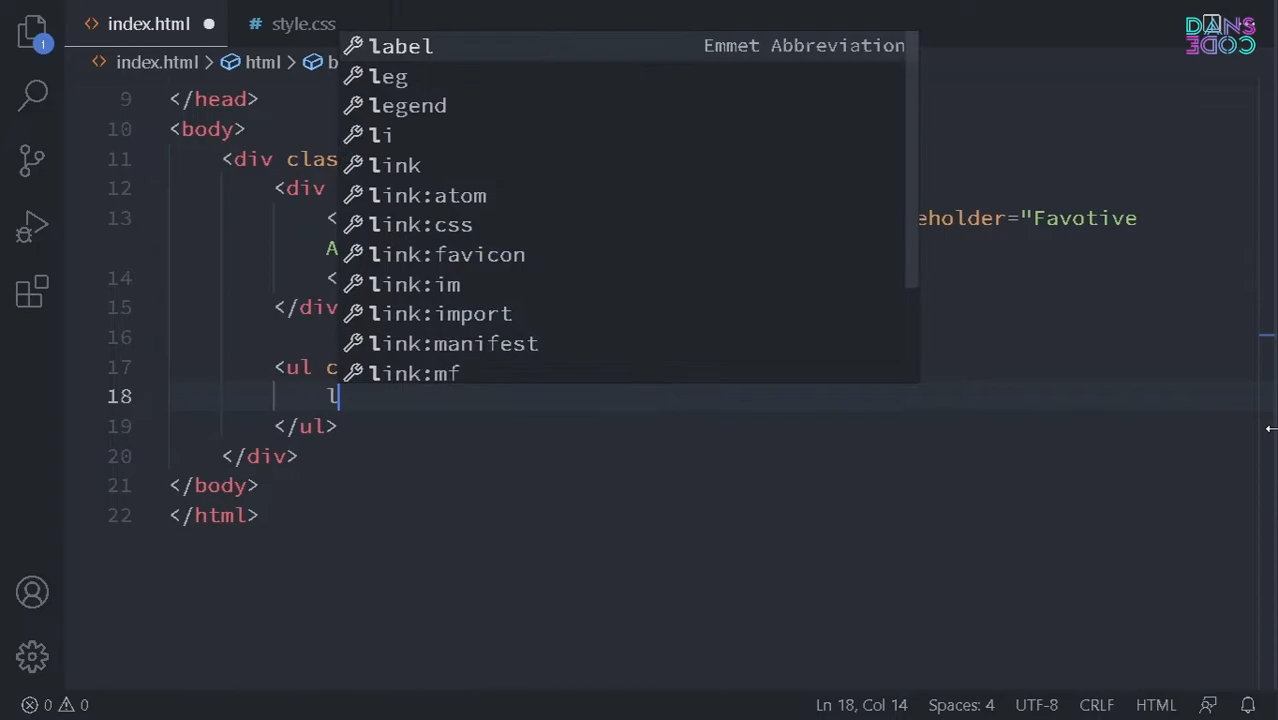 index.html style.css
DANS CODE
1
index.html > html > b
label Emmet Abbreviation
leg
legend
li
link
link:atom
link:css
link:favicon
link:im
link:import
link:manifest
link:mf
9 </head>
10 <body>
11 <div clas
12 <div
13 < eholder="Favotive
A
14 <
15 </div
16
17 <ul c
18 l
19 </ul>
20 </div>
21 </body>
22 </html>
0 0 Ln 18, Col 14 Spaces: 4 UTF-8 CRLF HTML